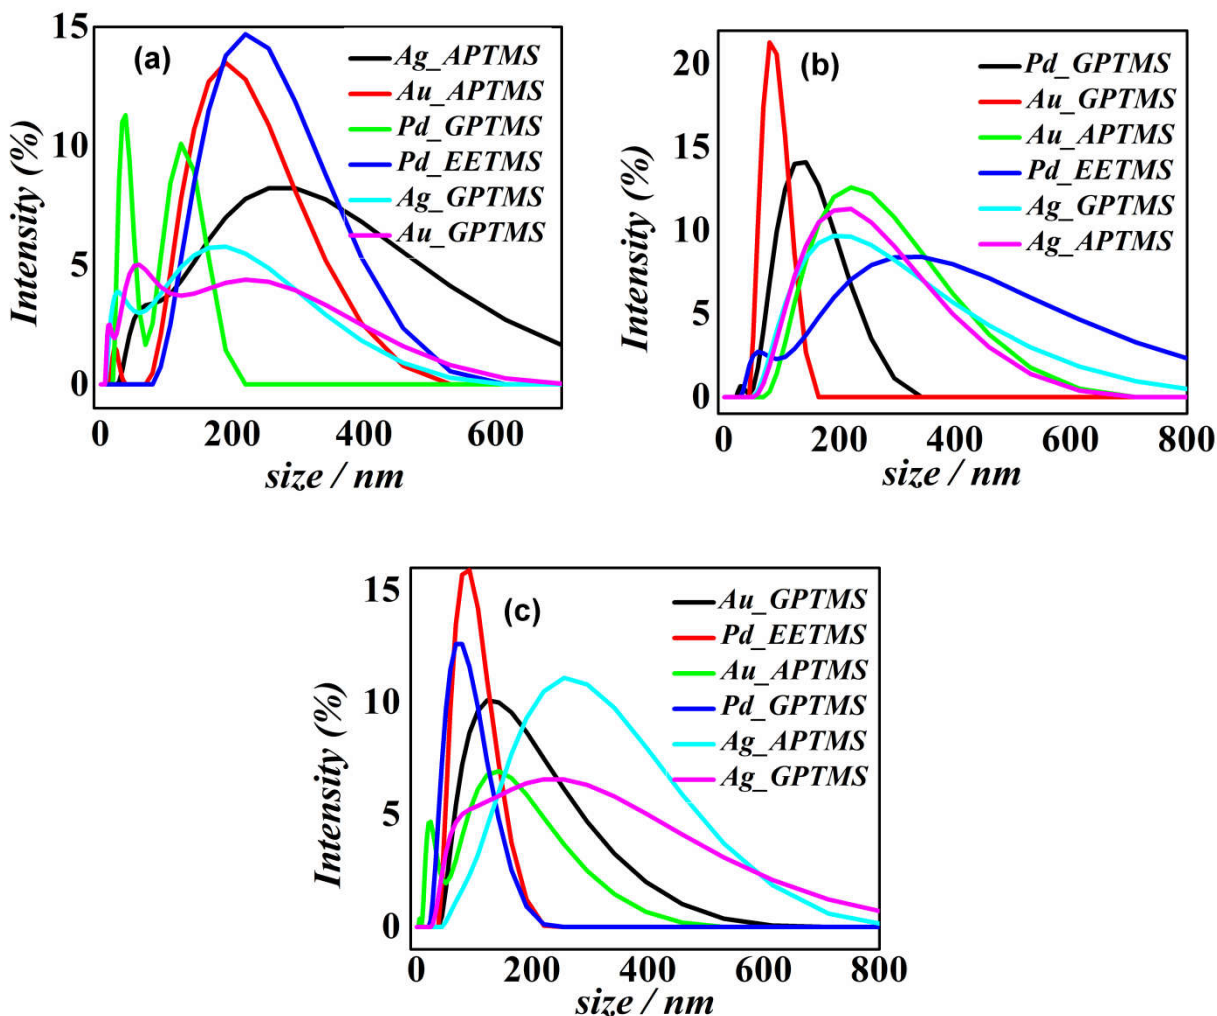 15
(a)
Ag_APTMS
Au_APTMS
Pd_GPTMS
Pd_EETMS
Ag_GPTMS
Au_GPTMS
10
5
0
Intensity (%)
0 200 400 600
size / nm
20
(b)
Pd_GPTMS
Au_GPTMS
Au_APTMS
Pd_EETMS
Ag_GPTMS
Ag_APTMS
15
10
5
0
Intensity (%)
0 200 400 600 800
size / nm
15
(c)
Au_GPTMS
Pd_EETMS
Au_APTMS
Pd_GPTMS
Ag_APTMS
Ag_GPTMS
10
5
0
Intensity (%)
0 200 400 600 800
size / nm